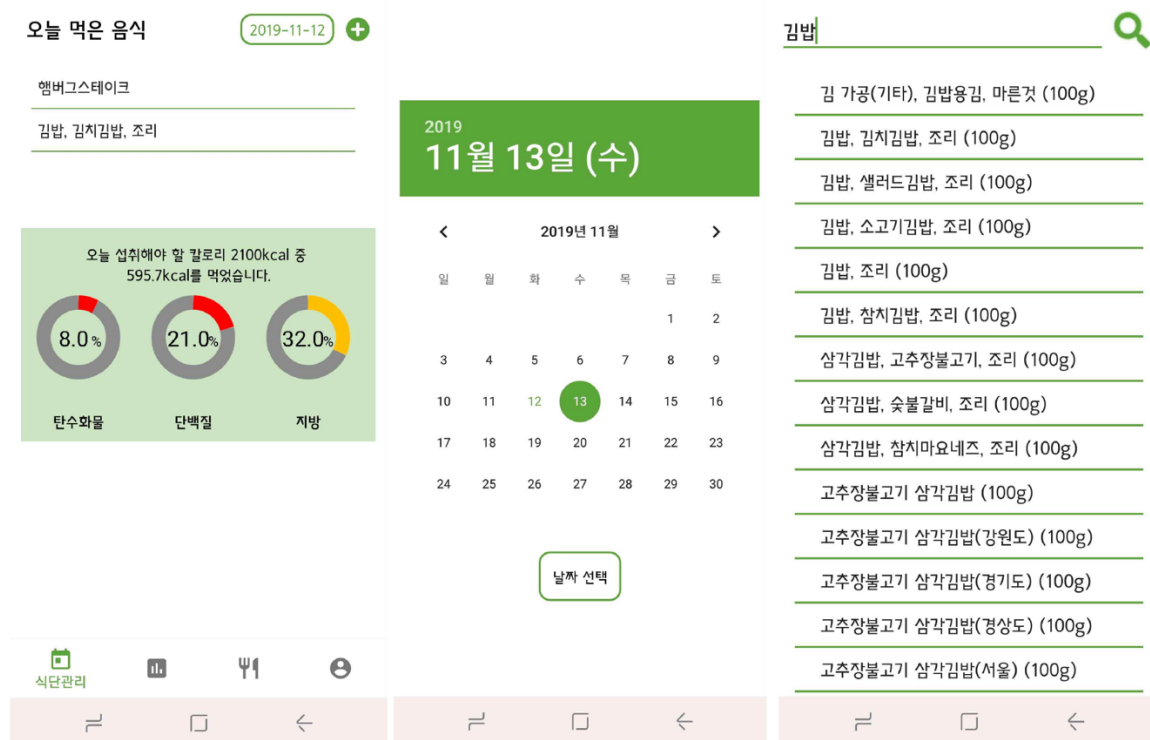 오늘 먹은 음식
2019-11-12
햄버그스테이크
김밥, 김치김밥, 조리
오늘 섭취해야 할 칼로리 2100kcal 중
595.7kcal를 먹었습니다.
8.0%
21.0%
32.0%
탄수화물
단백질
지방
식단관리
2019
11월 13일 (수)
2019년 11월
일 월 화 수 목 금 토
1 2
3 4 5 6 7 8 9
10 11 12 13 14 15 16
17 18 19 20 21 22 23
24 25 26 27 28 29 30
날짜 선택
김밥
김 가공(기타), 김밥용김, 마른것 (100g)
김밥, 김치김밥, 조리 (100g)
김밥, 샐러드김밥, 조리 (100g)
김밥, 소고기김밥, 조리 (100g)
김밥, 조리 (100g)
김밥, 참치김밥, 조리 (100g)
삼각김밥, 고추장불고기, 조리 (100g)
삼각김밥, 숯불갈비, 조리 (100g)
삼각김밥, 참치마요네즈, 조리 (100g)
고추장불고기 삼각김밥 (100g)
고추장불고기 삼각김밥(강원도) (100g)
고추장불고기 삼각김밥(경기도) (100g)
고추장불고기 삼각김밥(경상도) (100g)
고추장불고기 삼각김밥(서울) (100g)